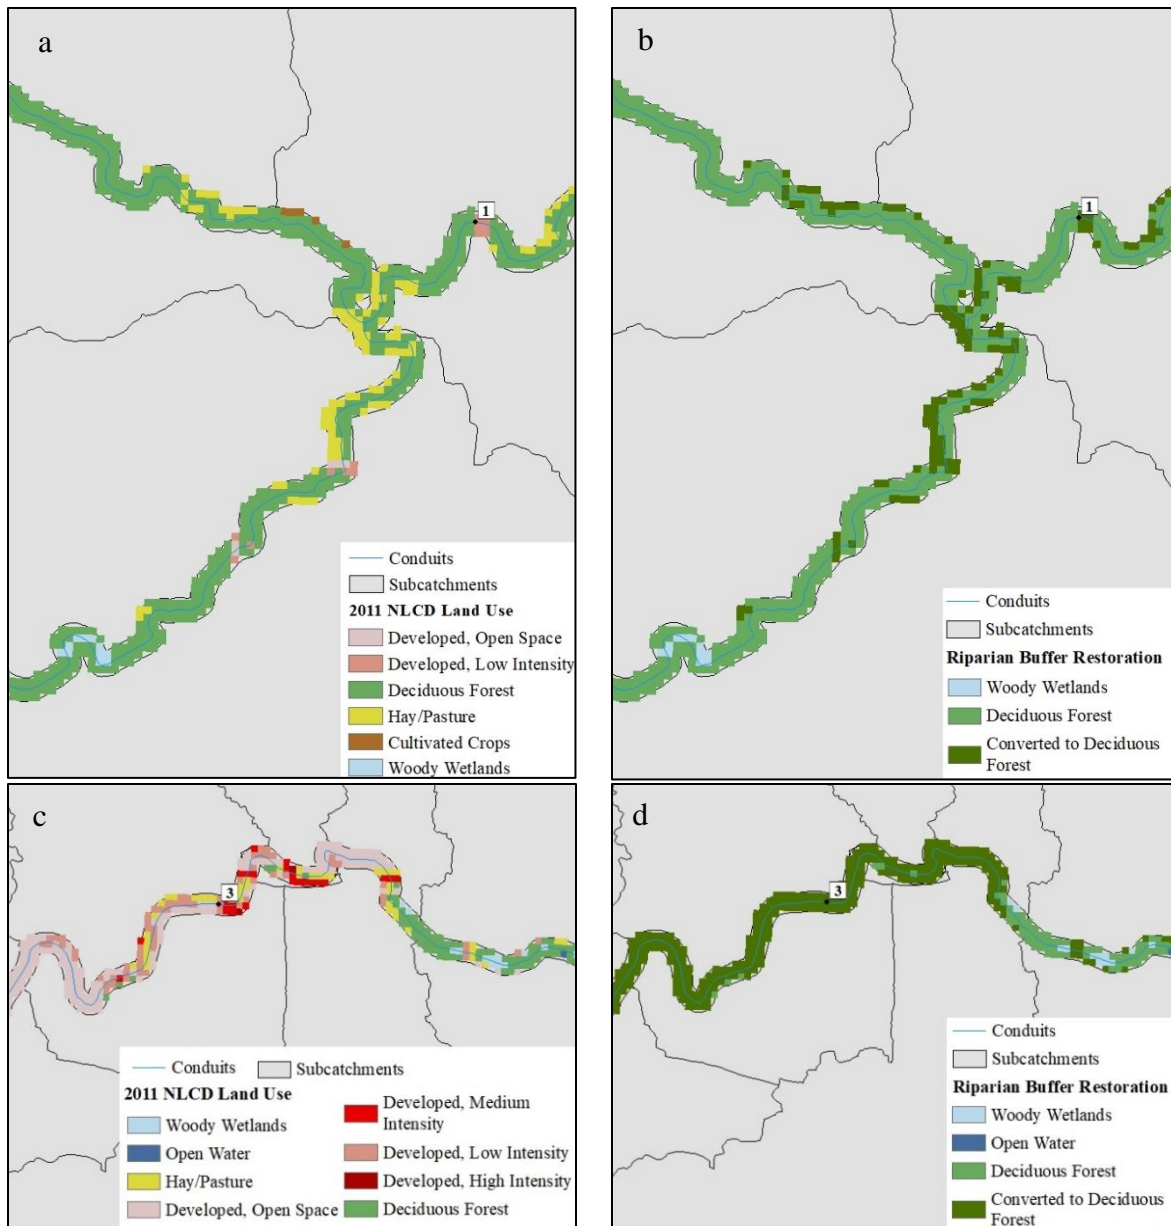 a
1
Conduits
Subcatchments
2011 NLCD Land Use
Developed, Open Space
Developed, Low Intensity
Deciduous Forest
Hay/Pasture
Cultivated Crops
Woody Wetlands
b
1
Conduits
Subcatchments
Riparian Buffer Restoration
Woody Wetlands
Deciduous Forest
Converted to Deciduous
Forest
c
3
Conduits
Subcatchments
2011 NLCD Land Use
Woody Wetlands
Open Water
Hay/Pasture
Developed, Open Space
Developed, Medium
Intensity
Developed, Low Intensity
Developed, High Intensity
Deciduous Forest
d
3
Conduits
Subcatchments
Riparian Buffer Restoration
Woody Wetlands
Open Water
Deciduous Forest
Converted to Deciduous
Forest